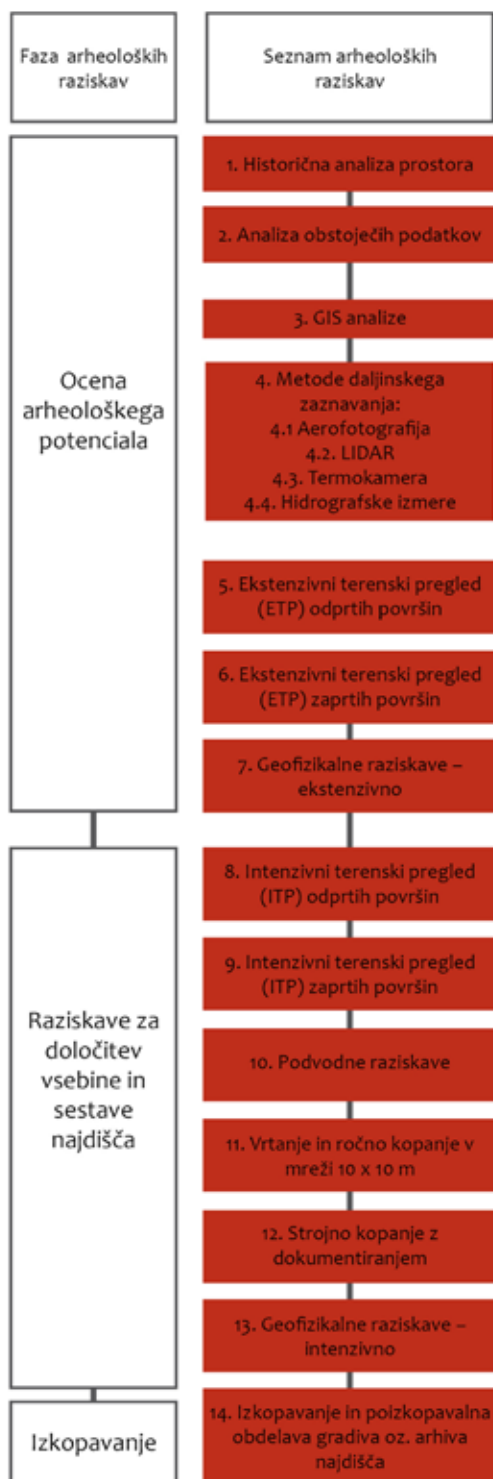 Faza arheoloških
raziskav
Seznam arheoloških
raziskav
Ocena
arheološkega
potenciala
1. Historična analiza prostora
2. Analiza obstoječih podatkov
3. GIS analize
4. Metode daljinskega
zaznavanja:
4.1 Aerofotografija
4.2. LIDAR
4.3. Termokamera
4.4. Hidrografske izmere
5. Ekstenzivni terenski pregled
(ETP) odprtih površin
6. Ekstenzivni terenski pregled
(ETP) zaprtih površin
7. Geofizikalne raziskave –
ekstenzivno
Raziskave za
določitev
vsebine in
sestave
najdišča
8. Intenzivni terenski pregled
(ITP) odprtih površin
9. Intenzivni terenski pregled
(ITP) zaprtih površin
10. Podvodne raziskave
11. Vrtanje in ročno kopanje v
mreži 10 x 10 m
12. Strojno kopanje z
dokumentiranjem
13. Geofizikalne raziskave –
intenzivno
Izkopavanje
14. Izkopavanje in poizkopavalna
obdelava gradiva oz. arhiva
najdišča